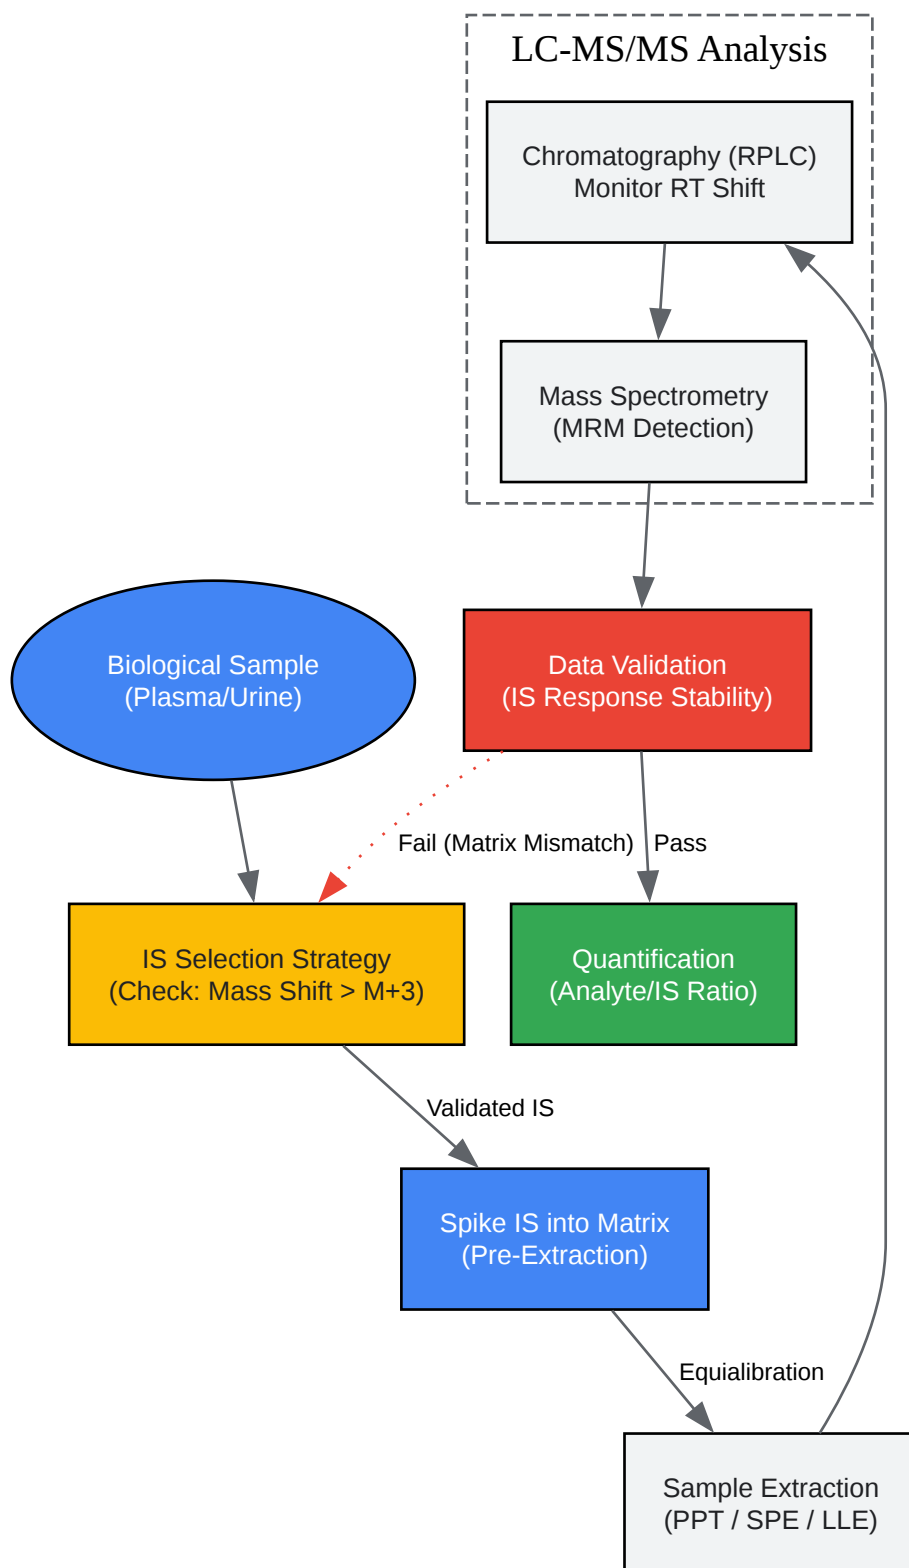 LC-MS/MS Analysis
Chromatography (RPLC)
Monitor RT Shift
Mass Spectrometry
(MRM Detection)
Biological Sample
(Plasma/Urine)
Data Validation
(IS Response Stability)
Fail (Matrix Mismatch)
Pass
IS Selection Strategy
(Check: Mass Shift > M+3)
Quantification
(Analyte/IS Ratio)
Validated IS
Spike IS into Matrix
(Pre-Extraction)
Equialibration
Sample Extraction
(PPT / SPE / LLE)